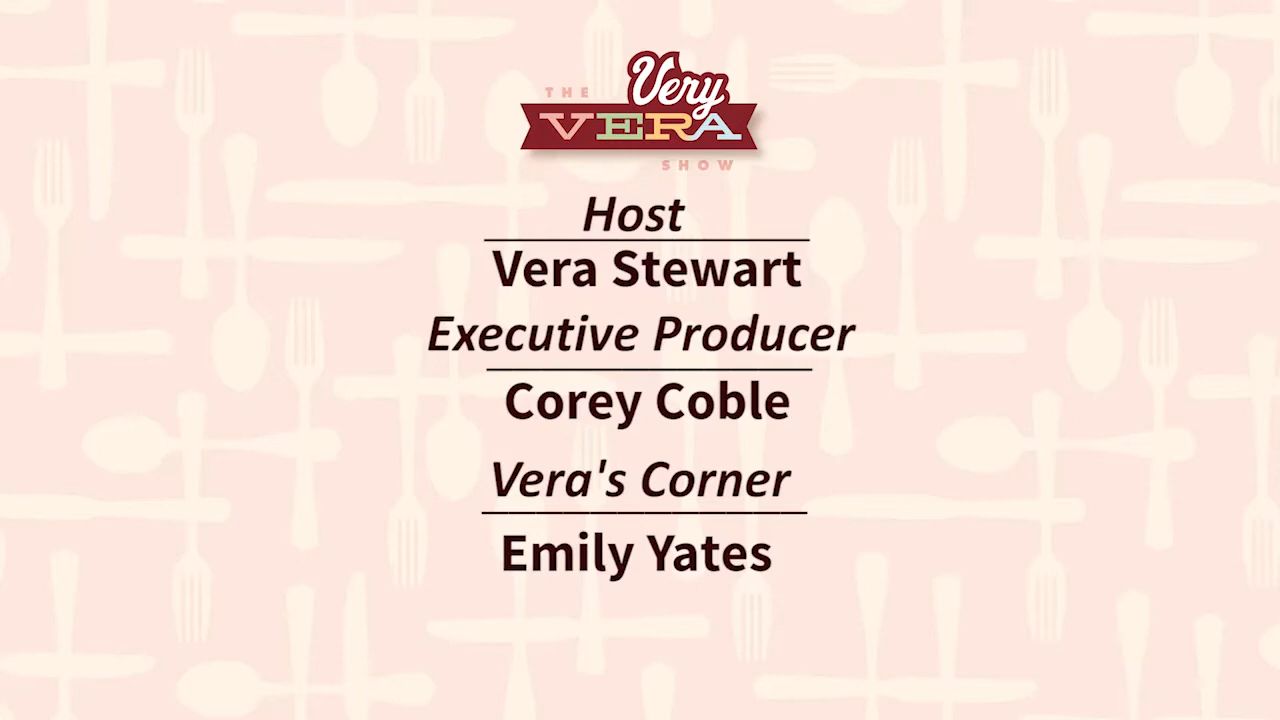 THE Very
VERA
SHOW
Host
Vera Stewart
Executive Producer
Corey Coble
Vera's Corner
Emily Yates